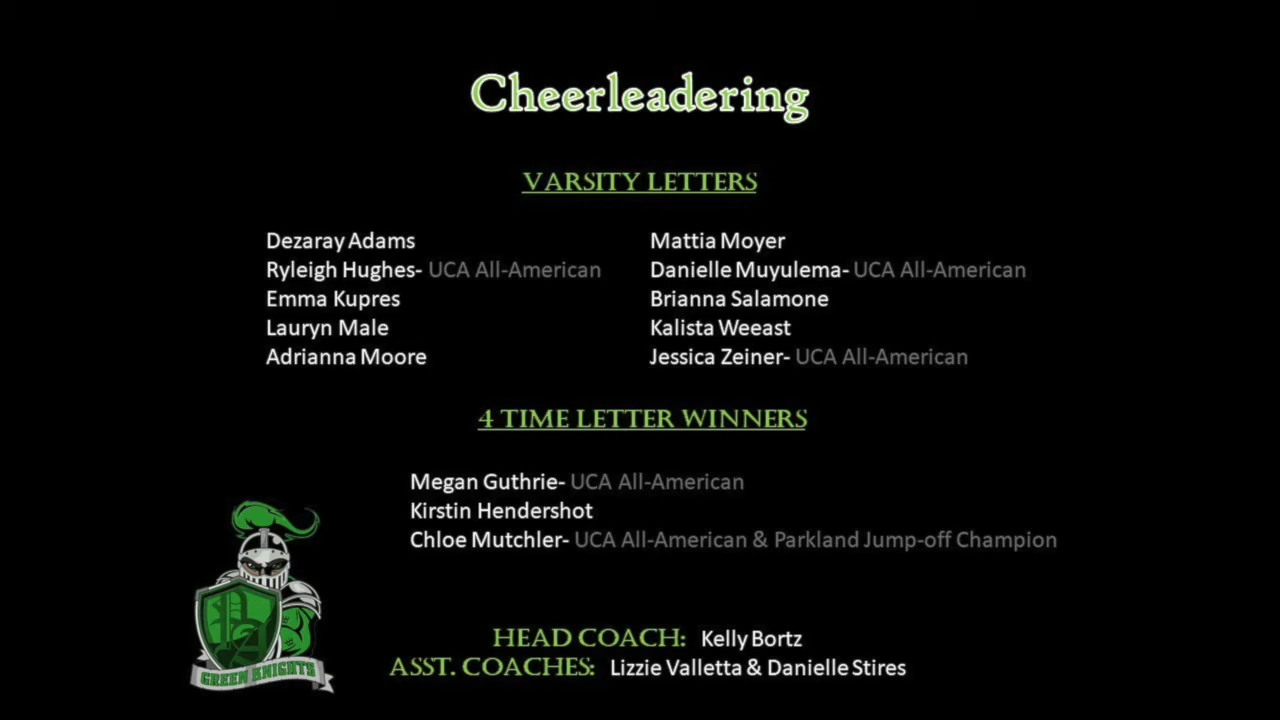 Cheerleadering
VARSITY LETTERS
Dezaray Adams
Ryleigh Hughes- UCA All-American
Emma Kupres
Lauryn Male
Adrianna Moore
Mattia Moyer
Danielle Muyulema- UCA All-American
Brianna Salamone
Kalista Weeast
Jessica Zeiner- UCA All-American
4 TIME LETTER WINNERS
Megan Guthrie- UCA All-American
Kirstin Hendershot
Chloe Mutchler- UCA All-American & Parkland Jump-off Champion
HEAD COACH: Kelly Bortz
ASST. COACHES: Lizzie Valletta & Danielle Stires
PA
GREEN KNIGHTS